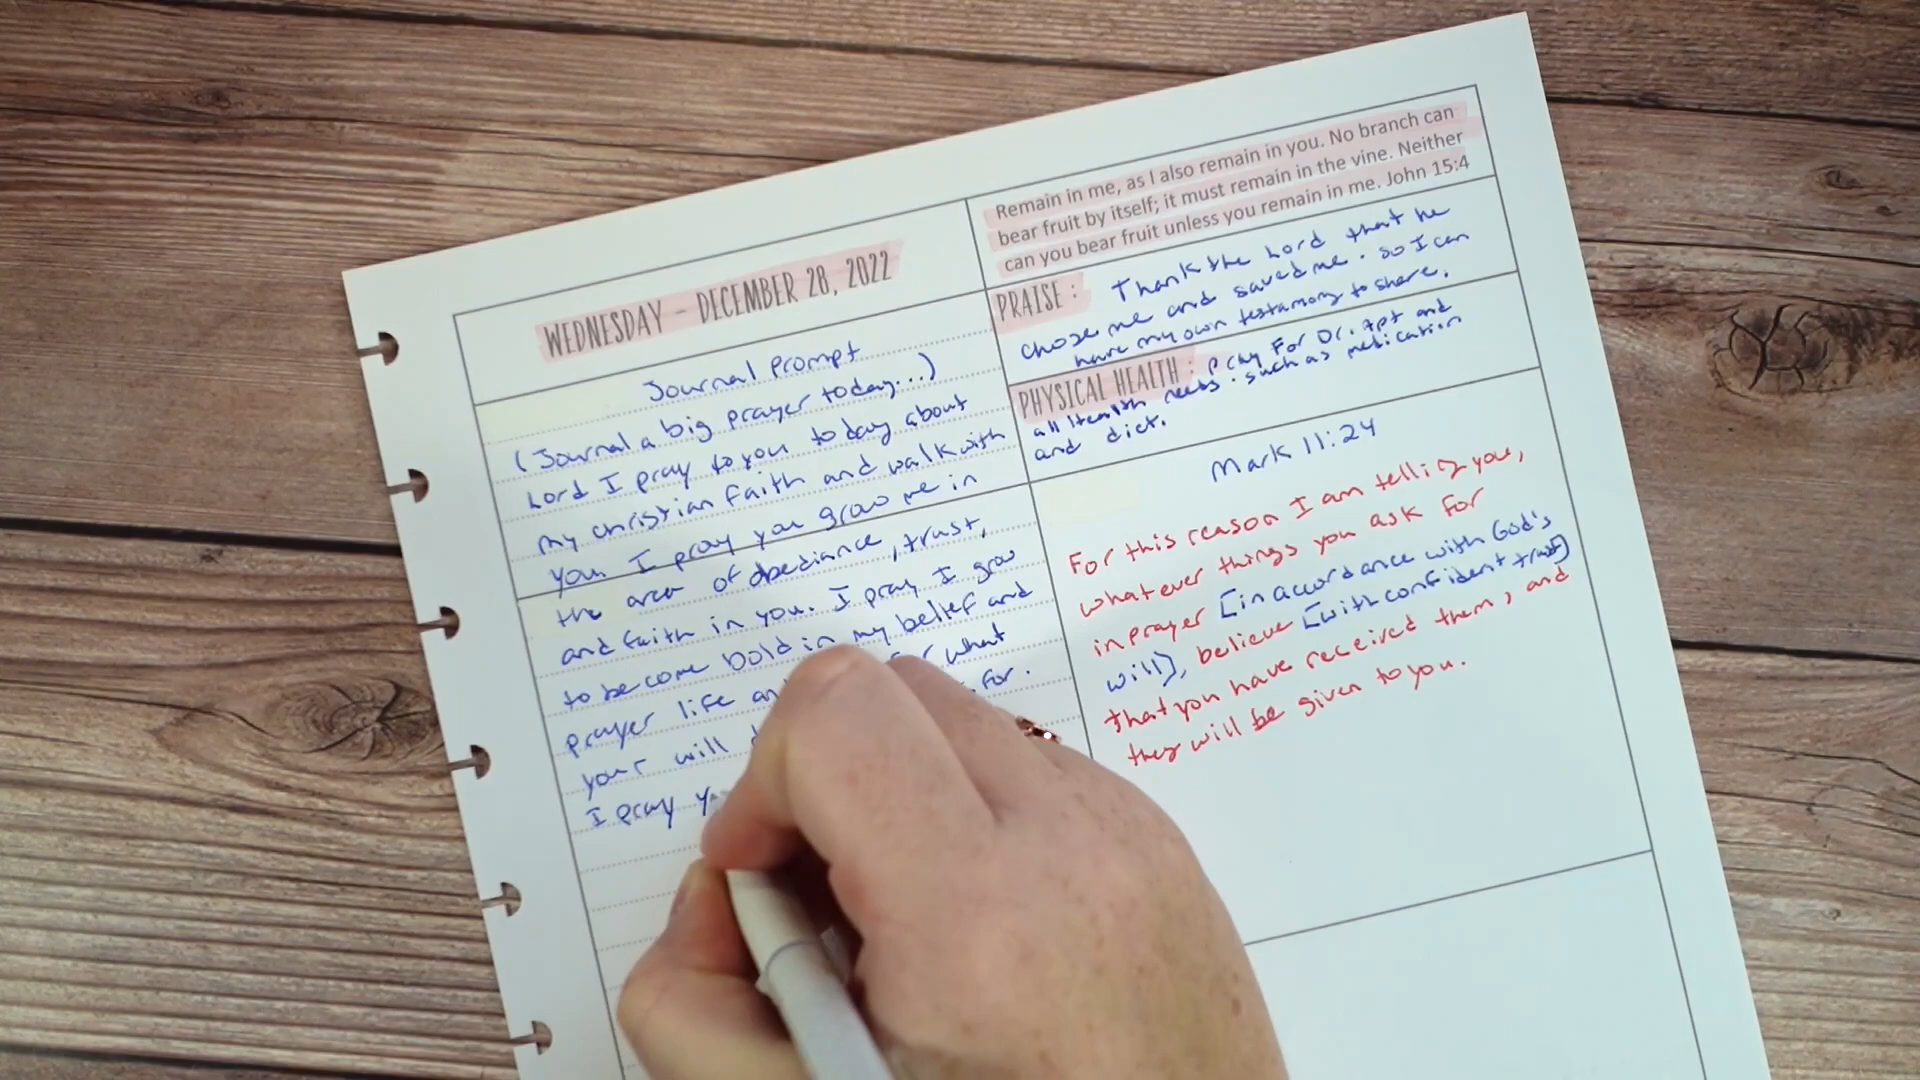 WEDNESDAY - DECEMBER 28, 2022
Journal Prompt
(Journal a big prayer today...)
Lord I pray to you today about
my christian faith and walk with
you. I pray you grow me in
the area of obediance, trust,
and faith in you. I pray I grow
to become bold in my belief and
prayer life what
your will for.
I pray
Remain in me, as I also remain in you. No branch can
bear fruit by itself; it must remain in the vine. Neither
can you bear fruit unless you remain in me. John 15:4
PRAISE: Thank the Lord that he
chose me and saved me. so I can
have my own testamony to share.
PHYSICAL HEALTH: Pray For Dr. Apt and
all Health needs. such as medication
and diet.
Mark 11:24
For this reason I am telling you,
whatever things you ask for
in prayer [in accordance with God's
will], believe [with confident trust]
that you have received them, and
they will be given to you.